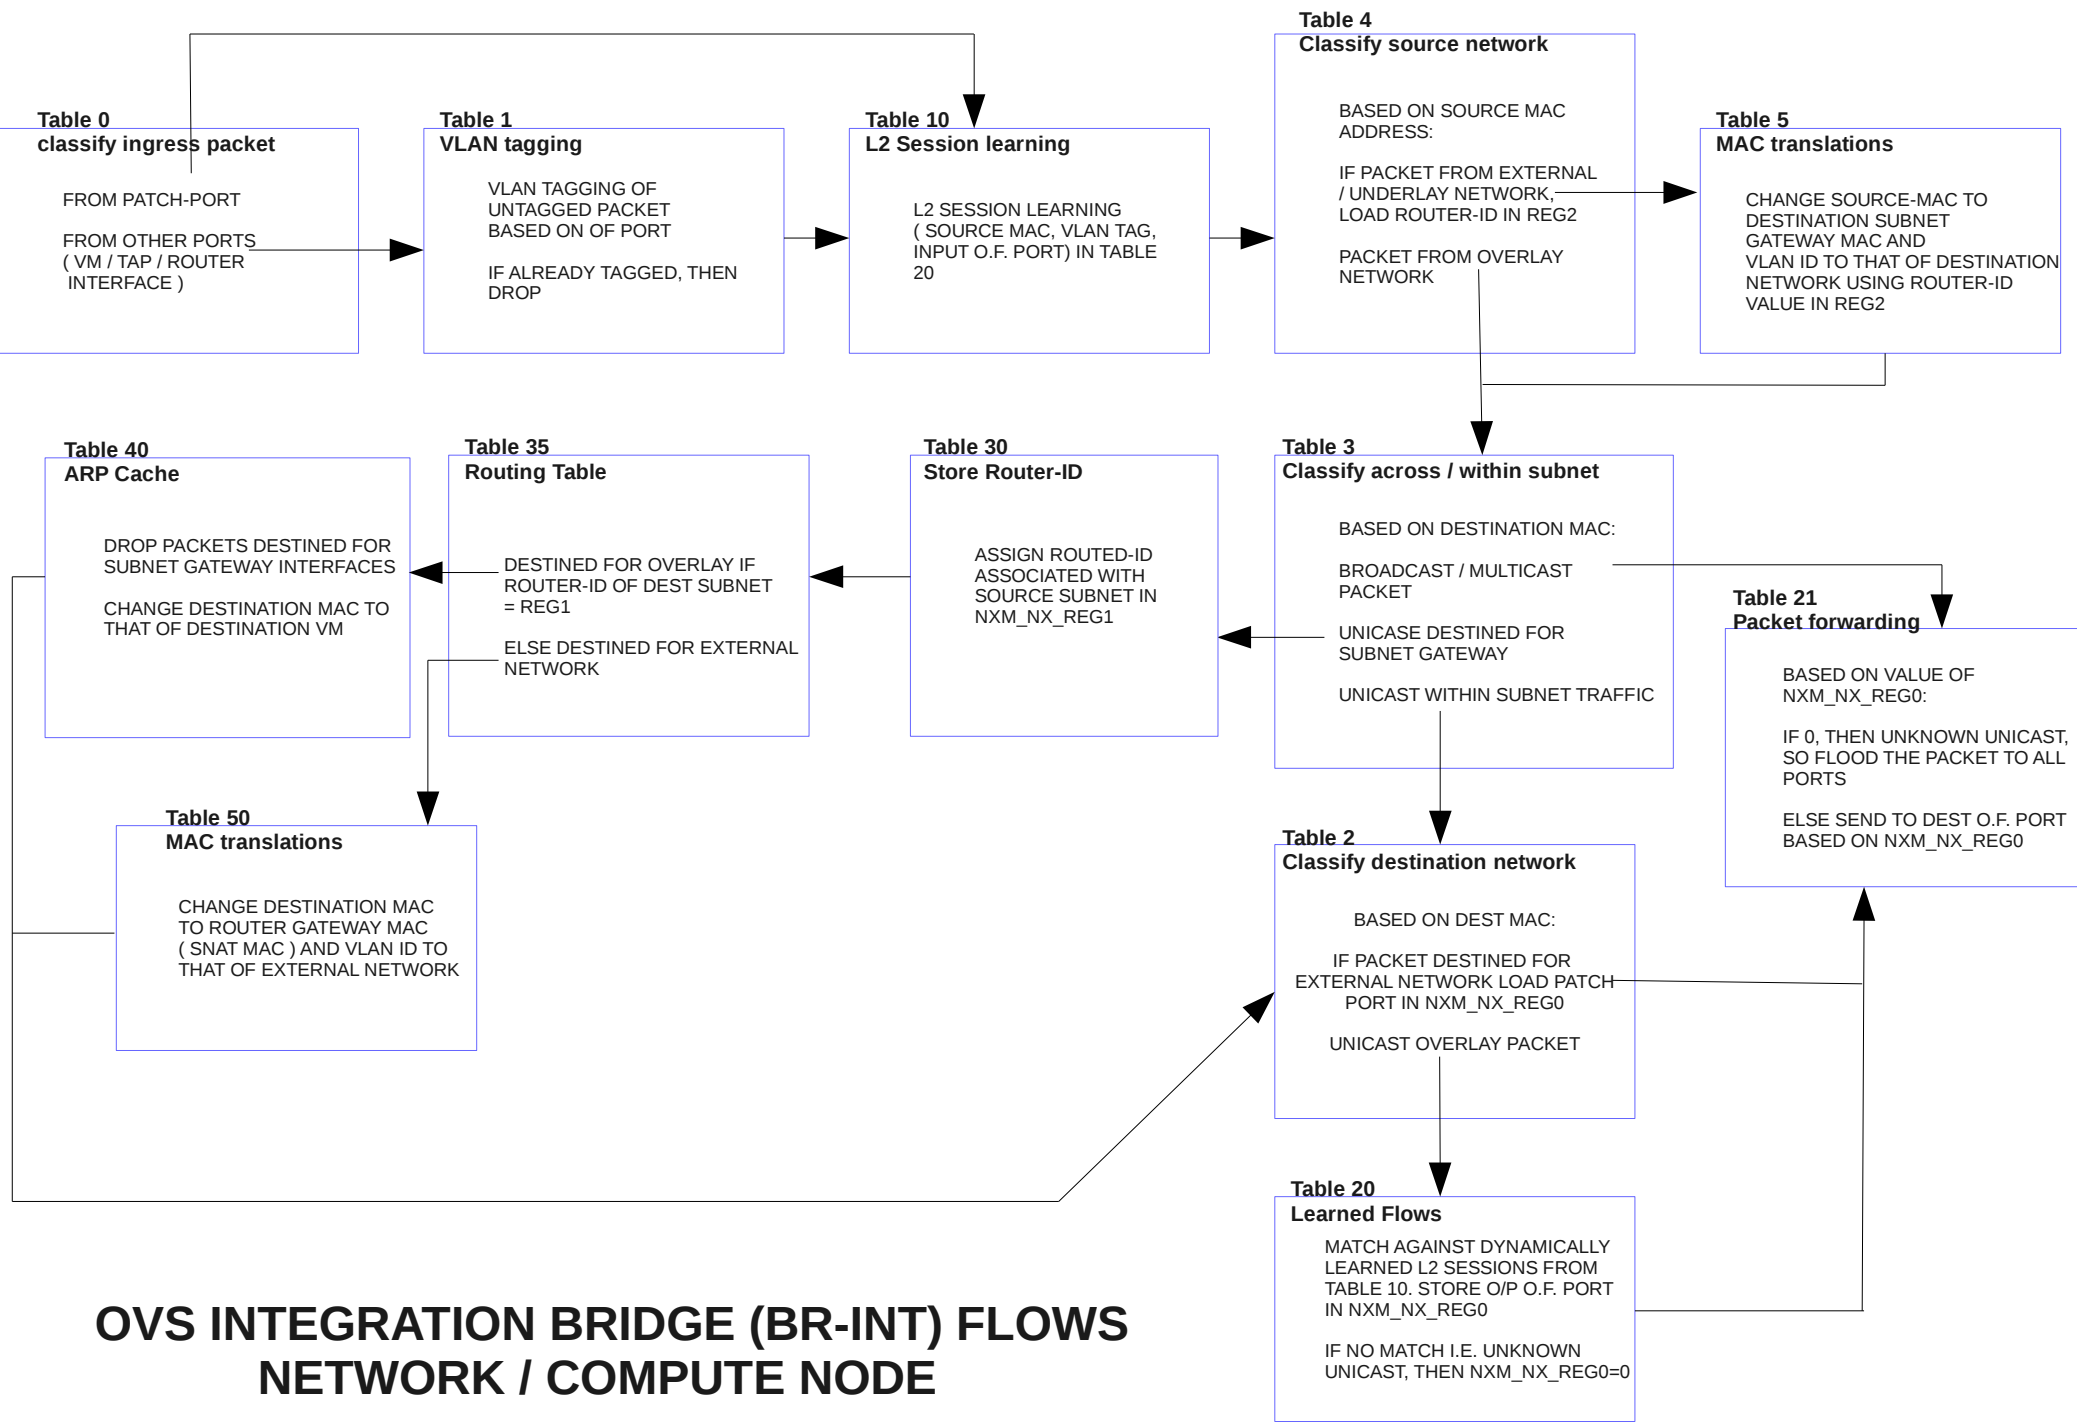 Table 0
classify ingress packet
FROM PATCH-PORT
FROM OTHER PORTS
( VM / TAP / ROUTER
INTERFACE )
Table 1
VLAN tagging
VLAN TAGGING OF
UNTAGGED PACKET
BASED ON OF PORT
IF ALREADY TAGGED, THEN
DROP
Table 10
L2 Session learning
L2 SESSION LEARNING
( SOURCE MAC, VLAN TAG,
INPUT O.F. PORT) IN TABLE
20
Table 4
Classify source network
BASED ON SOURCE MAC
ADDRESS:
IF PACKET FROM EXTERNAL
/ UNDERLAY NETWORK,
LOAD ROUTER-ID IN REG2
PACKET FROM OVERLAY
NETWORK
Table 5
MAC translations
CHANGE SOURCE-MAC TO
DESTINATION SUBNET
GATEWAY MAC AND
VLAN ID TO THAT OF DESTINATION
NETWORK USING ROUTER-ID
VALUE IN REG2
Table 40
ARP Cache
DROP PACKETS DESTINED FOR
SUBNET GATEWAY INTERFACES
CHANGE DESTINATION MAC TO
THAT OF DESTINATION VM
Table 35
Routing Table
DESTINED FOR OVERLAY IF
ROUTER-ID OF DEST SUBNET
= REG1
ELSE DESTINED FOR EXTERNAL
NETWORK
Table 30
Store Router-ID
ASSIGN ROUTED-ID
ASSOCIATED WITH
SOURCE SUBNET IN
NXM_NX_REG1
Table 3
Classify across / within subnet
BASED ON DESTINATION MAC:
BROADCAST / MULTICAST
PACKET
UNICASE DESTINED FOR
SUBNET GATEWAY
UNICAST WITHIN SUBNET TRAFFIC
Table 21
Packet forwarding
BASED ON VALUE OF
NXM_NX_REG0:
IF 0, THEN UNKNOWN UNICAST,
SO FLOOD THE PACKET TO ALL
PORTS
ELSE SEND TO DEST O.F. PORT
BASED ON NXM_NX_REG0
Table 50
MAC translations
CHANGE DESTINATION MAC
TO ROUTER GATEWAY MAC
( SNAT MAC ) AND VLAN ID TO
THAT OF EXTERNAL NETWORK
Table 2
Classify destination network
BASED ON DEST MAC:
IF PACKET DESTINED FOR
EXTERNAL NETWORK LOAD PATCH
PORT IN NXM_NX_REG0
UNICAST OVERLAY PACKET
Table 20
Learned Flows
MATCH AGAINST DYNAMICALLY
LEARNED L2 SESSIONS FROM
TABLE 10. STORE O/P O.F. PORT
IN NXM_NX_REG0
IF NO MATCH I.E. UNKNOWN
UNICAST, THEN NXM_NX_REG0=0
OVS INTEGRATION BRIDGE (BR-INT) FLOWS
NETWORK / COMPUTE NODE